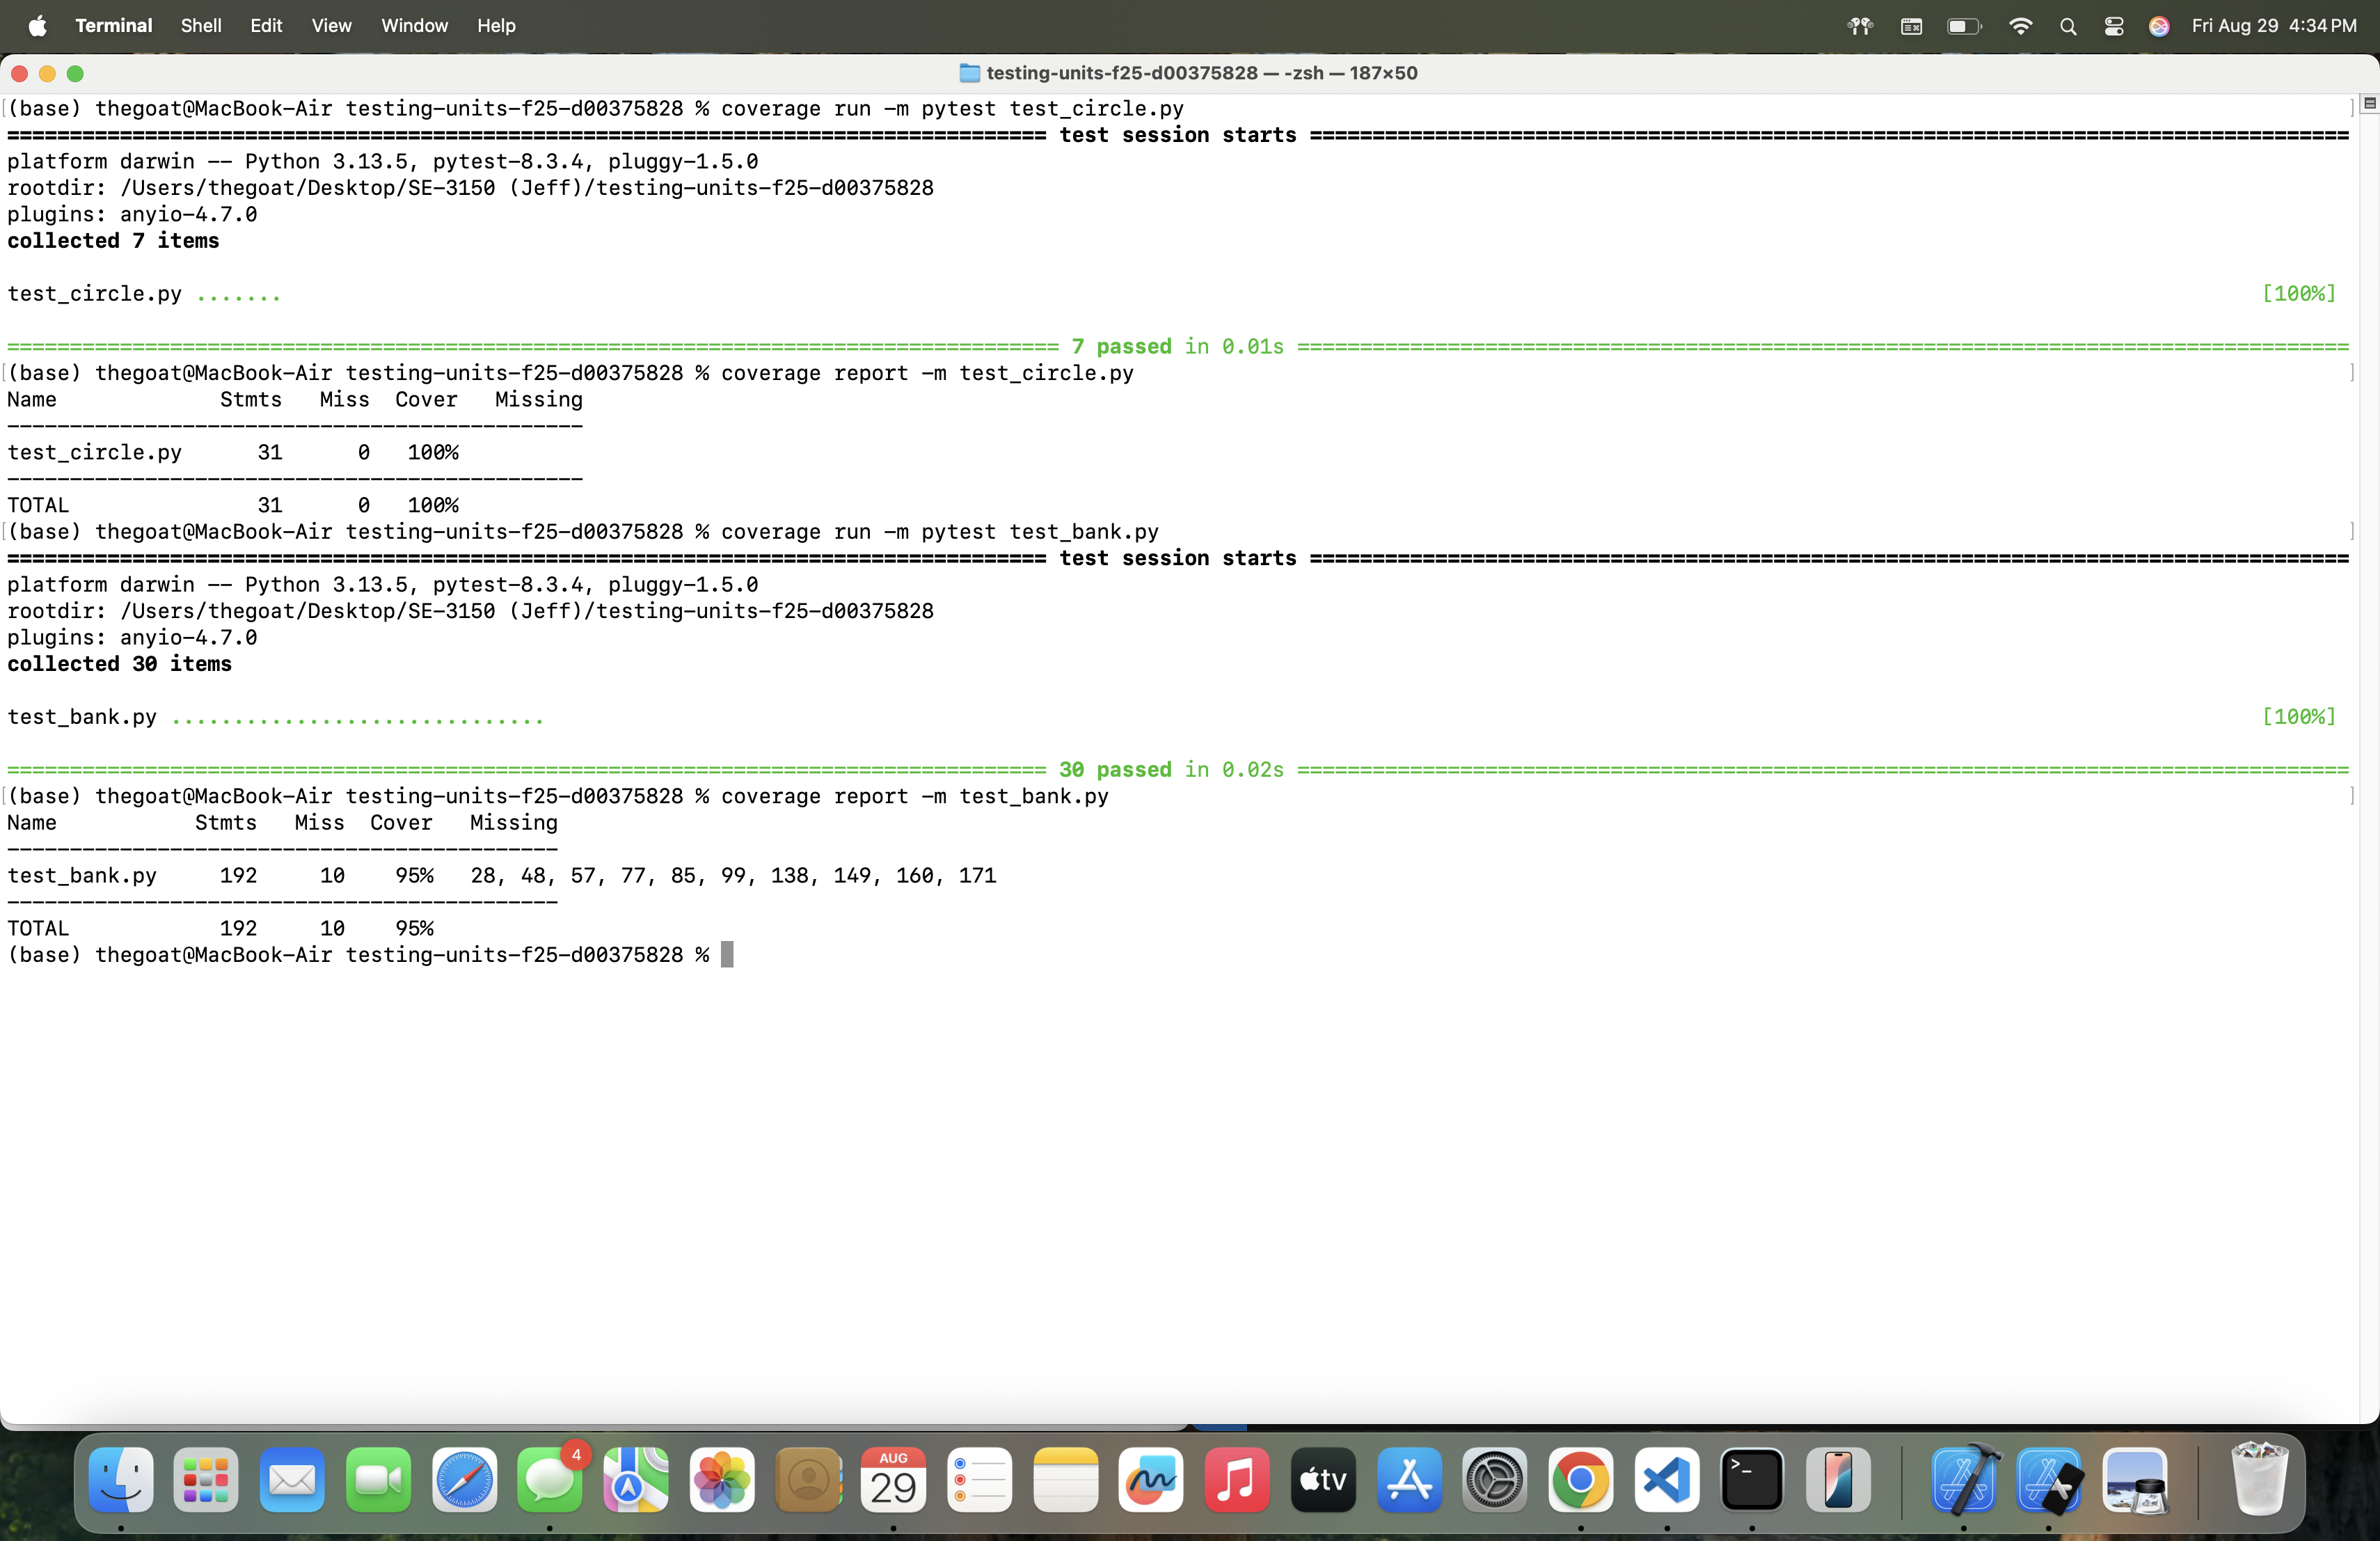 Terminal Shell Edit View Window Help Fri Aug 29 4:34 PM
testing-units-f25-d00375828 — -zsh — 187×50
(base) thegoat@MacBook-Air testing-units-f25-d00375828 % coverage run -m pytest test_circle.py
=================================================================================== test session starts ===================================================================================
platform darwin -- Python 3.13.5, pytest-8.3.4, pluggy-1.5.0
rootdir: /Users/thegoat/Desktop/SE-3150 (Jeff)/testing-units-f25-d00375828
plugins: anyio-4.7.0
collected 7 items
test_circle.py ....... [100%]
==================================================================================== 7 passed in 0.01s ====================================================================================
(base) thegoat@MacBook-Air testing-units-f25-d00375828 % coverage report -m test_circle.py
Name Stmts Miss Cover Missing
----------------------------------------------
test_circle.py 31 0 100%
----------------------------------------------
TOTAL 31 0 100%
(base) thegoat@MacBook-Air testing-units-f25-d00375828 % coverage run -m pytest test_bank.py
=================================================================================== test session starts ===================================================================================
platform darwin -- Python 3.13.5, pytest-8.3.4, pluggy-1.5.0
rootdir: /Users/thegoat/Desktop/SE-3150 (Jeff)/testing-units-f25-d00375828
plugins: anyio-4.7.0
collected 30 items
test_bank.py .............................. [100%]
=================================================================================== 30 passed in 0.02s ====================================================================================
(base) thegoat@MacBook-Air testing-units-f25-d00375828 % coverage report -m test_bank.py
Name Stmts Miss Cover Missing
--------------------------------------------
test_bank.py 192 10 95% 28, 48, 57, 77, 85, 99, 138, 149, 160, 171
--------------------------------------------
TOTAL 192 10 95%
(base) thegoat@MacBook-Air testing-units-f25-d00375828 %
4
AUG
29
tv
>_